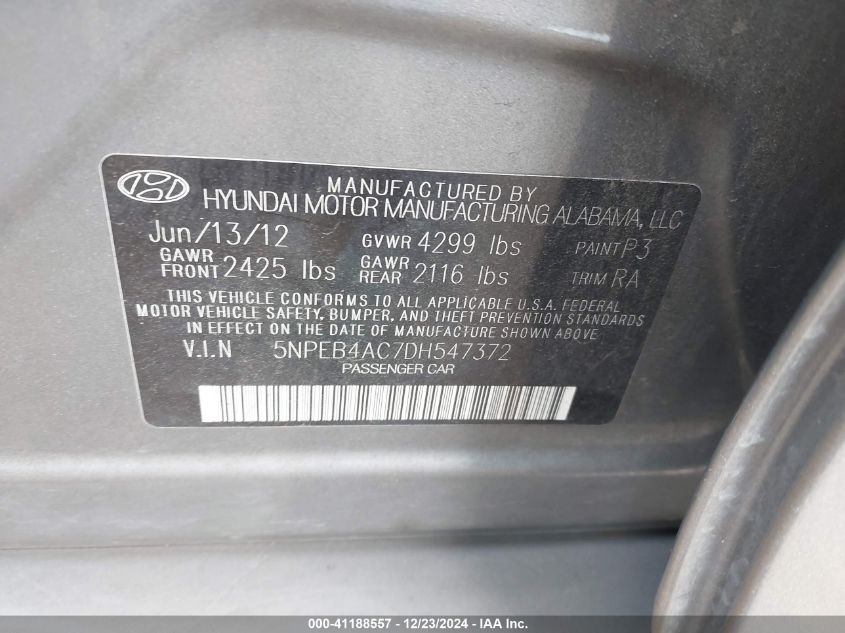 MANUFACTURED BY
HYUNDAI MOTOR MANUFACTURING ALABAMA, LLC
Jun/13/12 GVWR 4299 lbs PAINT P3
GAWR FRONT 2425 lbs GAWR REAR 2116 lbs TRIM RA
THIS VEHICLE CONFORMS TO ALL APPLICABLE U.S.A. FEDERAL
MOTOR VEHICLE SAFETY, BUMPER, AND THEFT PREVENTION STANDARDS
IN EFFECT ON THE DATE OF MANUFACTURE SHOWN ABOVE
V.I.N 5NPEB4AC7DH547372
PASSENGER CAR
000-41188557 - 12/23/2024 - IAA Inc.